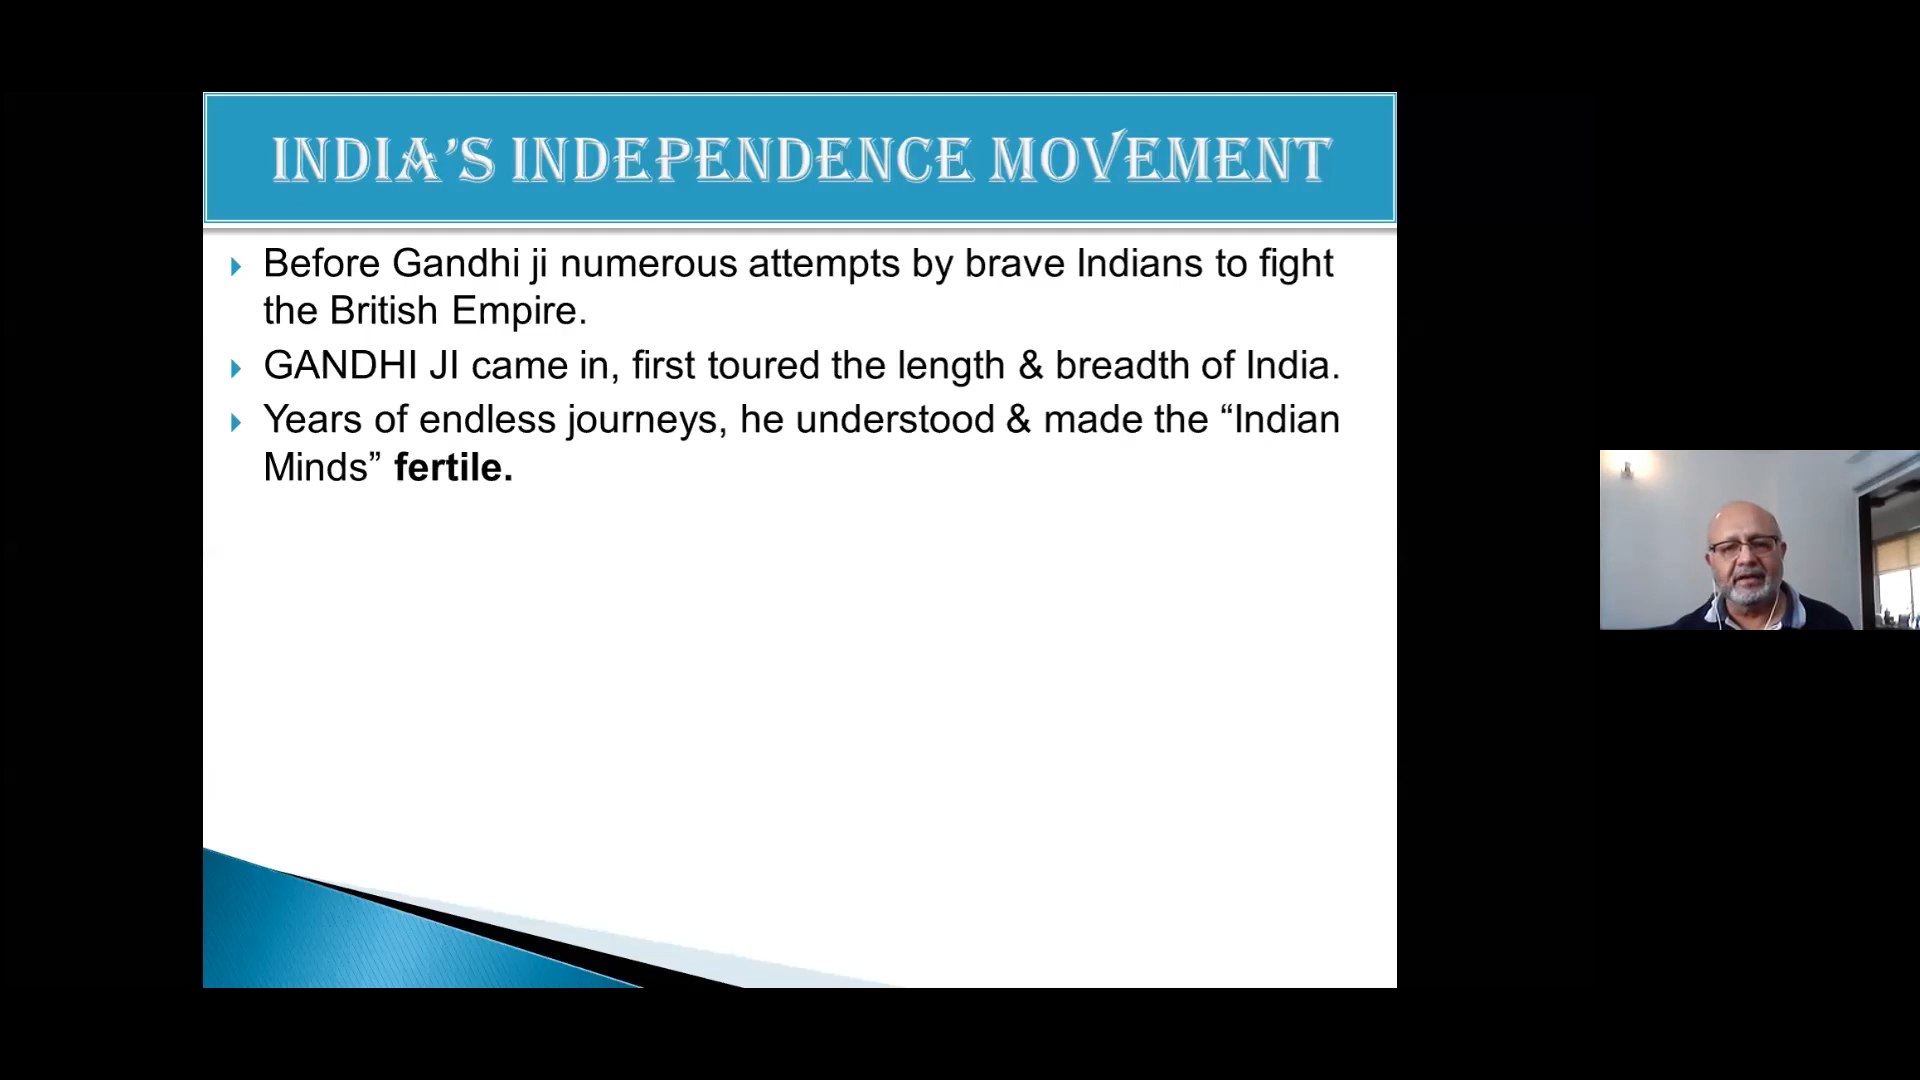 INDIA’S INDEPENDENCE MOVEMENT
Before Gandhi ji numerous attempts by brave Indians to fight
the British Empire.
GANDHI JI came in, first toured the length & breadth of India.
Years of endless journeys, he understood & made the “Indian
Minds” fertile.